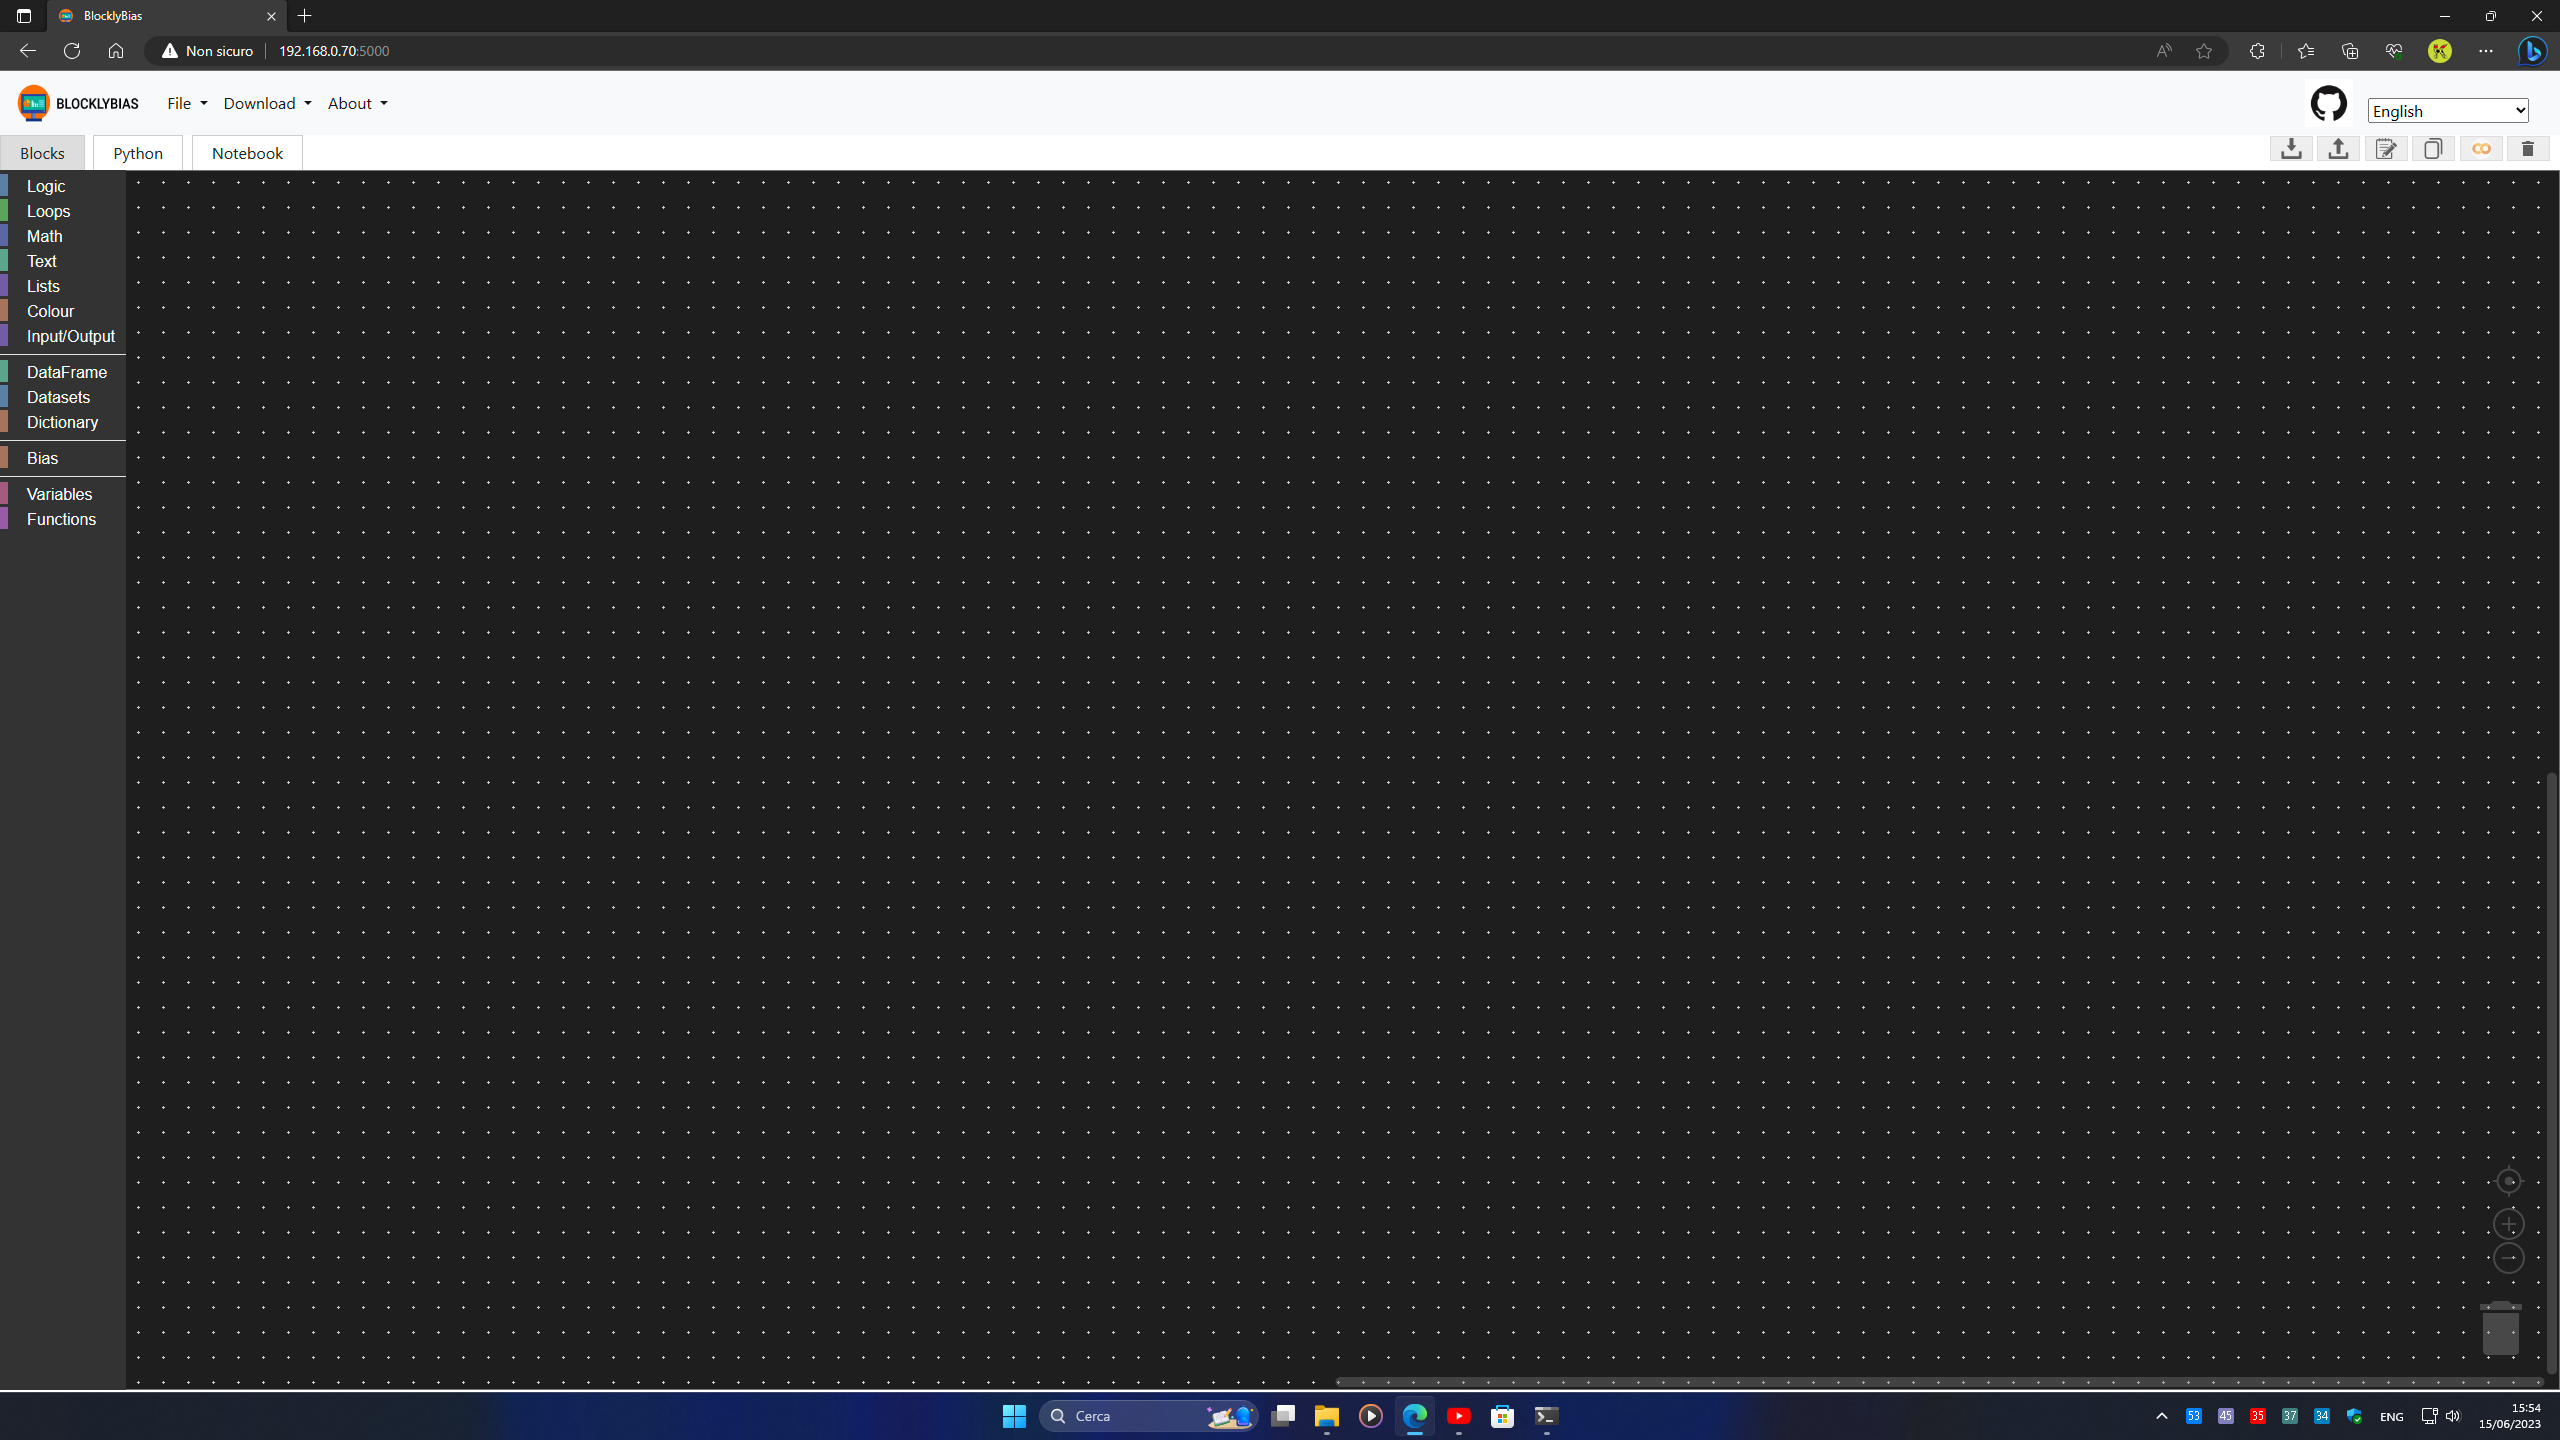 BlocklyBias
Non sicuro 192.168.0.70:5000
BLOCKLYBIAS File Download About English
Blocks Python Notebook
Logic
Loops
Math
Text
Lists
Colour
Input/Output
DataFrame
Datasets
Dictionary
Bias
Variables
Functions
Cerca 53 45 35 37 34 ENG 15:54
15/06/2023